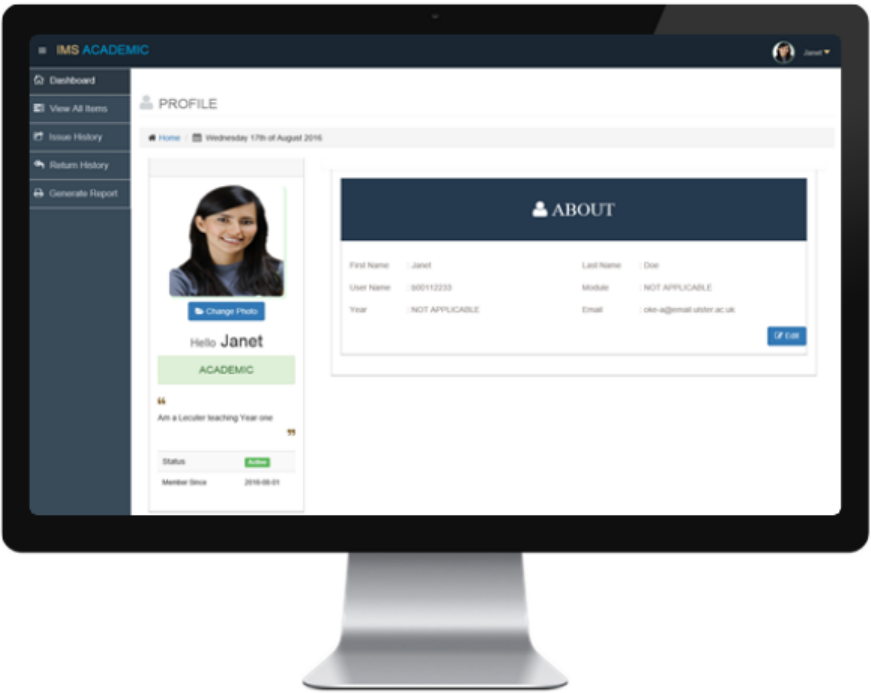 IMS ACADEMIC
Janet
Dashboard
View All Items
Issue History
Return History
Generate Report
PROFILE
Home / Wednesday 17th of August 2016
Change Photo
Hello Janet
ACADEMIC
Am a Lecuter teaching Year one
Status Active
Member Since 2016-08-01
ABOUT
First Name : Janet Last Name : Doe
User Name : b00112233 Module : NOT APPLICABLE
Year : NOT APPLICABLE Email : oke-a@email.ulster.ac.uk
Edit